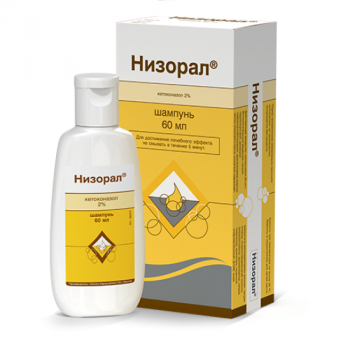 Низорал®
кетоконазол 2%
шампунь
60 мл
Для достижения лечебного эффекта
не смывать в течение 5 минут.
Низорал®
Низорал®
Низорал®
кетоконазол
2%
шампунь
60 мл